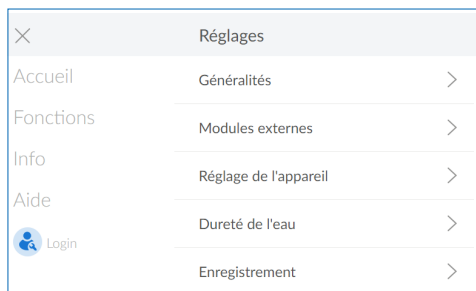 Réglages
Accueil
Fonctions
Info
Aide
Login
Généralités
Modules externes
Réglage de l'appareil
Dureté de l'eau
Enregistrement